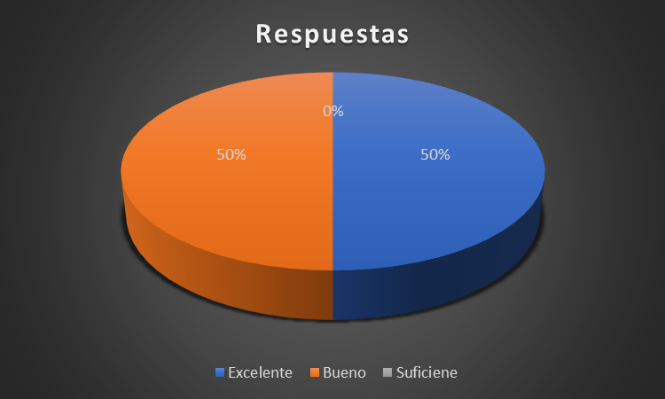 Respuestas
0%
50%
50%
Excelente
Bueno
Suficiene